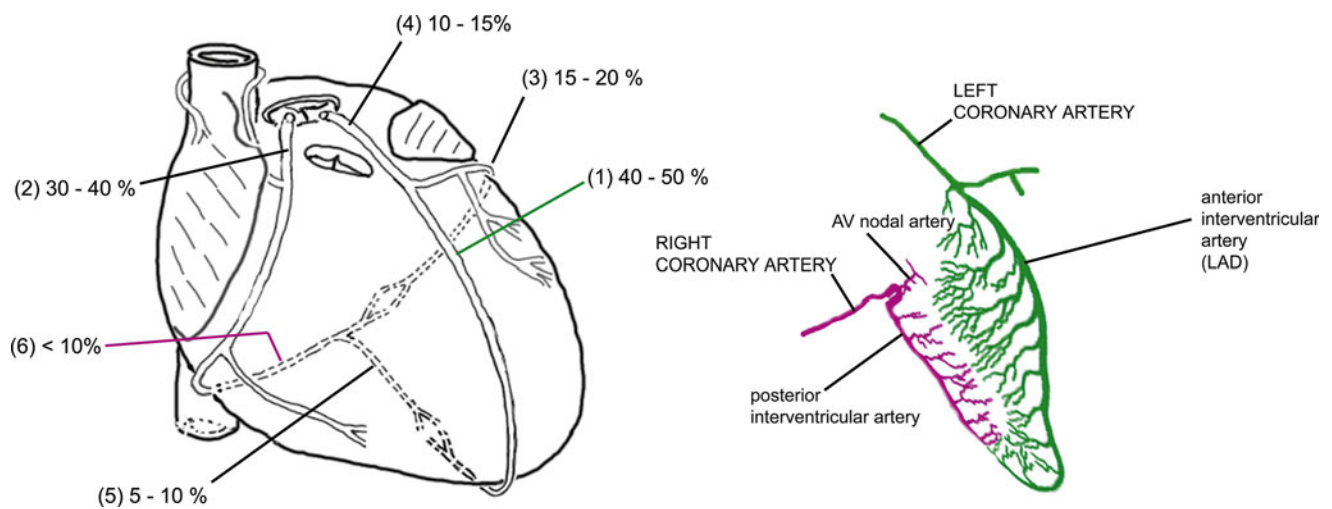 (4) 10 - 15%
(3) 15 - 20 %
(2) 30 - 40 %
(1) 40 - 50 %
(6) < 10%
(5) 5 - 10 %
LEFT
CORONARY ARTERY
AV nodal artery
anterior
interventricular
artery
(LAD)
RIGHT
CORONARY ARTERY
posterior
interventricular artery